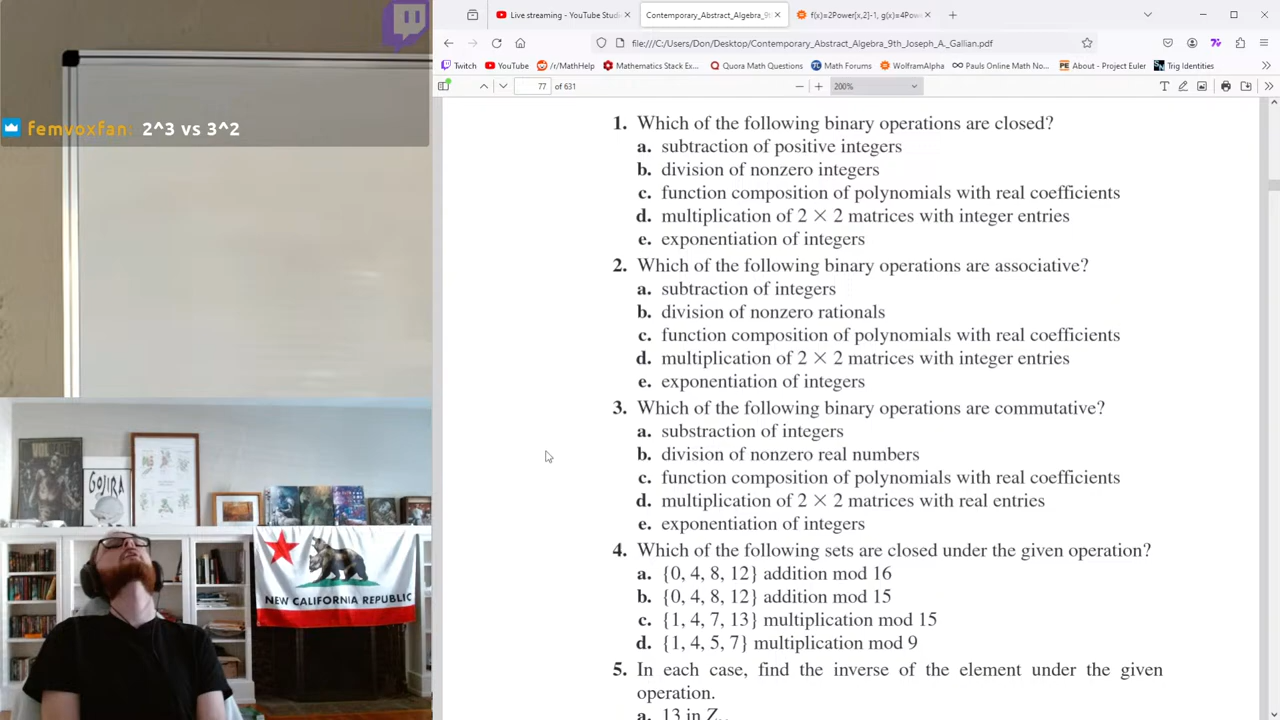 Live streaming - YouTube Studi
Contemporary_Abstract_Algebra_9t
f(x)=2Power[x,2]-1, g(x)=4Pow
file:///C:/Users/Don/Desktop/Contemporary_Abstract_Algebra_9th_Joseph_A._Gallian.pdf
Twitch YouTube /r/MathHelp Mathematics Stack Ex... Quora Math Questions Math Forums WolframAlpha Pauls Online Math No... About - Project Euler Trig Identities
77 of 631
200%
femvoxfan: 2^3 vs 3^2
1. Which of the following binary operations are closed?
a. subtraction of positive integers
b. division of nonzero integers
c. function composition of polynomials with real coefficients
d. multiplication of 2 × 2 matrices with integer entries
e. exponentiation of integers
2. Which of the following binary operations are associative?
a. subtraction of integers
b. division of nonzero rationals
c. function composition of polynomials with real coefficients
d. multiplication of 2 × 2 matrices with integer entries
e. exponentiation of integers
3. Which of the following binary operations are commutative?
a. substraction of integers
b. division of nonzero real numbers
c. function composition of polynomials with real coefficients
d. multiplication of 2 × 2 matrices with real entries
e. exponentiation of integers
4. Which of the following sets are closed under the given operation?
a. {0, 4, 8, 12} addition mod 16
b. {0, 4, 8, 12} addition mod 15
c. {1, 4, 7, 13} multiplication mod 15
d. {1, 4, 5, 7} multiplication mod 9
5. In each case, find the inverse of the element under the given
operation.
a. 13 in Z
GOJIRA
NEW CALIFORNIA REPUBLIC